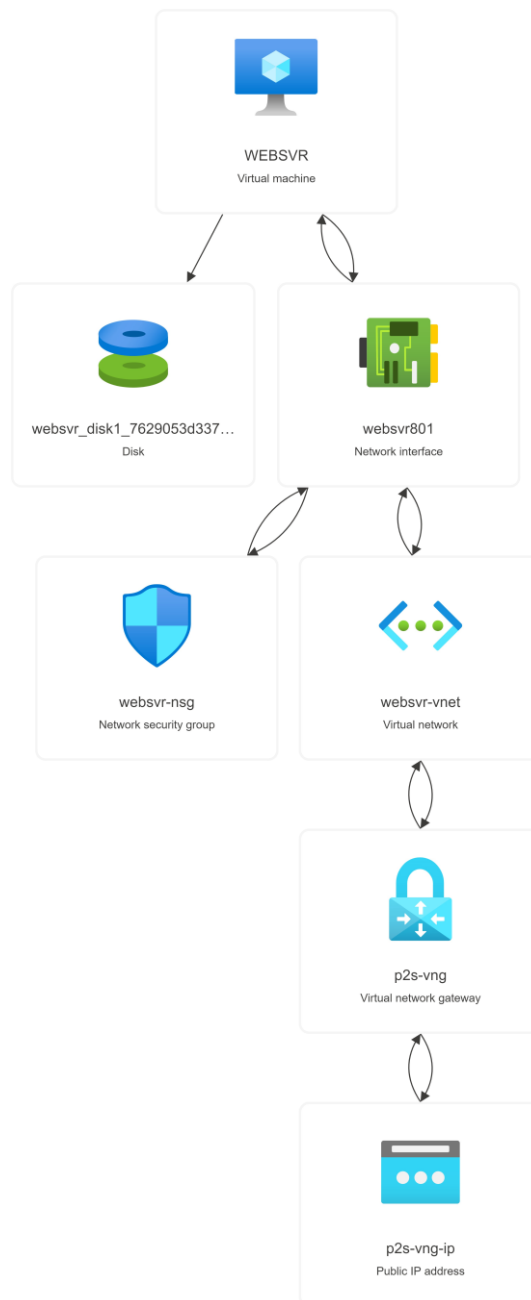 WEBSVR
Virtual machine
websvr_disk1_7629053d337...
Disk
websvr801
Network interface
websvr-nsg
Network security group
websvr-vnet
Virtual network
p2s-vng
Virtual network gateway
p2s-vng-ip
Public IP address